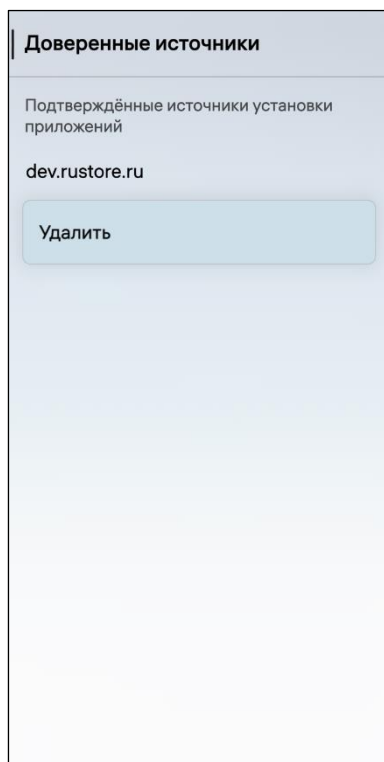 Доверенные источники
Подтверждённые источники установки
приложений
dev.rustore.ru
Удалить